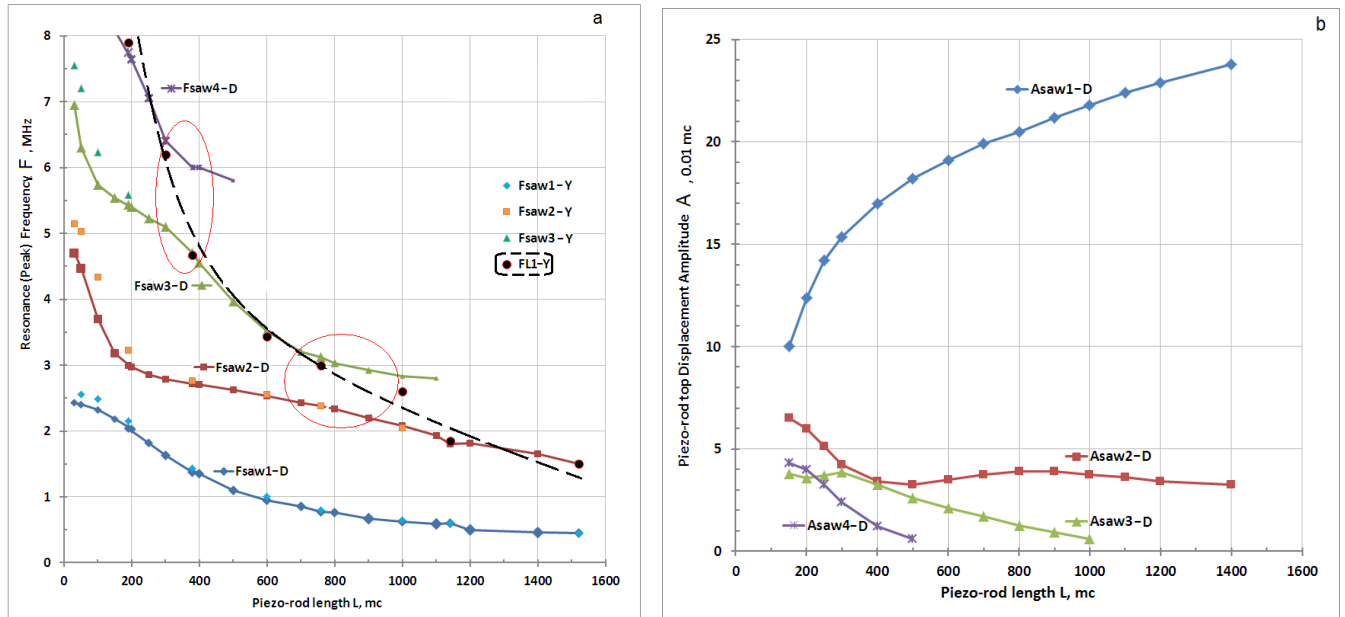 a
Resonance (Peak) Frequency F , MHz
8
7
6
5
4
3
2
1
0
Fsaw4-D
Fsaw3-D
Fsaw2-D
Fsaw1-D
Fsaw1-Y
Fsaw2-Y
Fsaw3-Y
FL1-Y
0 200 400 600 800 1000 1200 1400 1600
Piezo-rod length L, mc
b
Piezo-rod top Displacement Amplitude A , 0.01 mc
25
20
15
10
5
0
Asaw1-D
Asaw2-D
Asaw4-D
Asaw3-D
0 200 400 600 800 1000 1200 1400 1600
Piezo-rod length L, mc